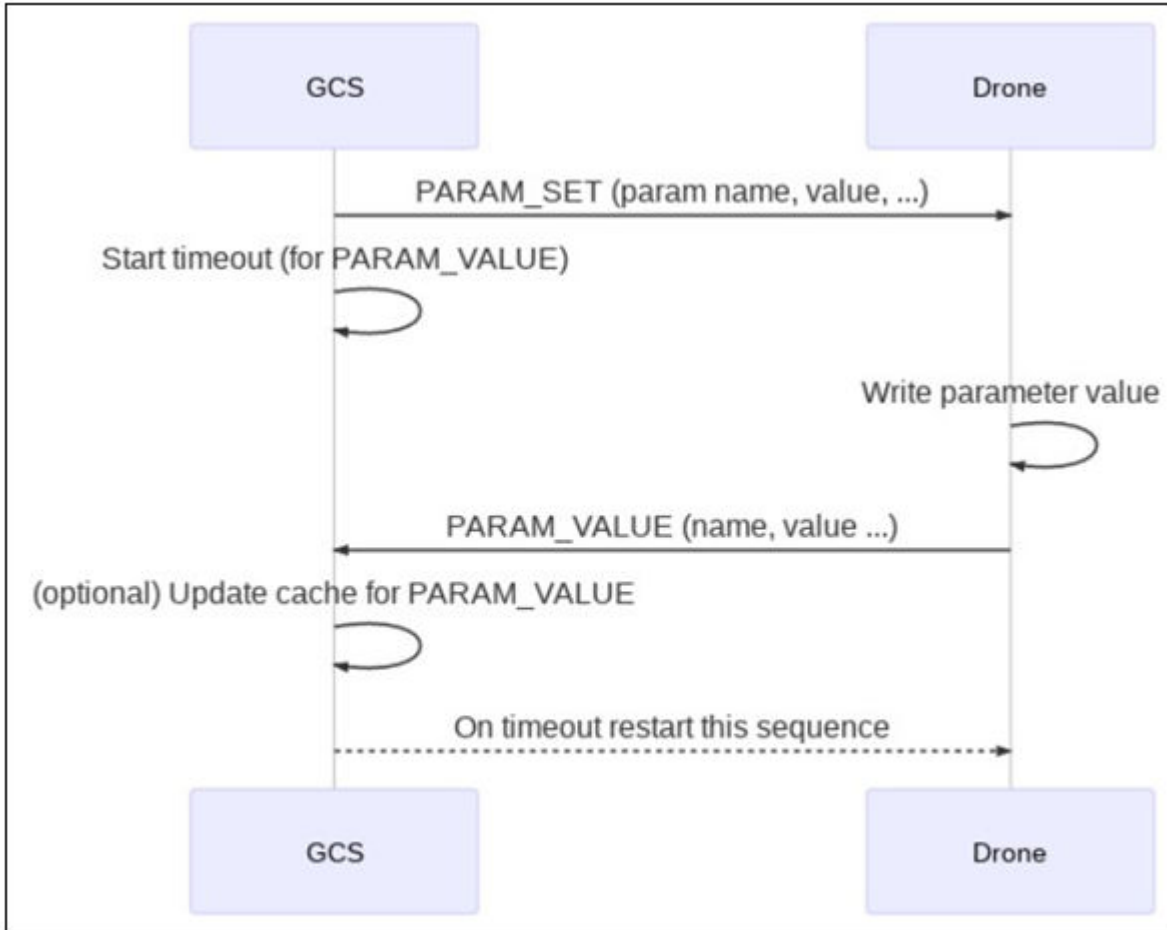 GCS
Drone
PARAM_SET (param name, value, ...)
Start timeout (for PARAM_VALUE)
Write parameter value
PARAM_VALUE (name, value ...)
(optional) Update cache for PARAM_VALUE
On timeout restart this sequence
GCS
Drone